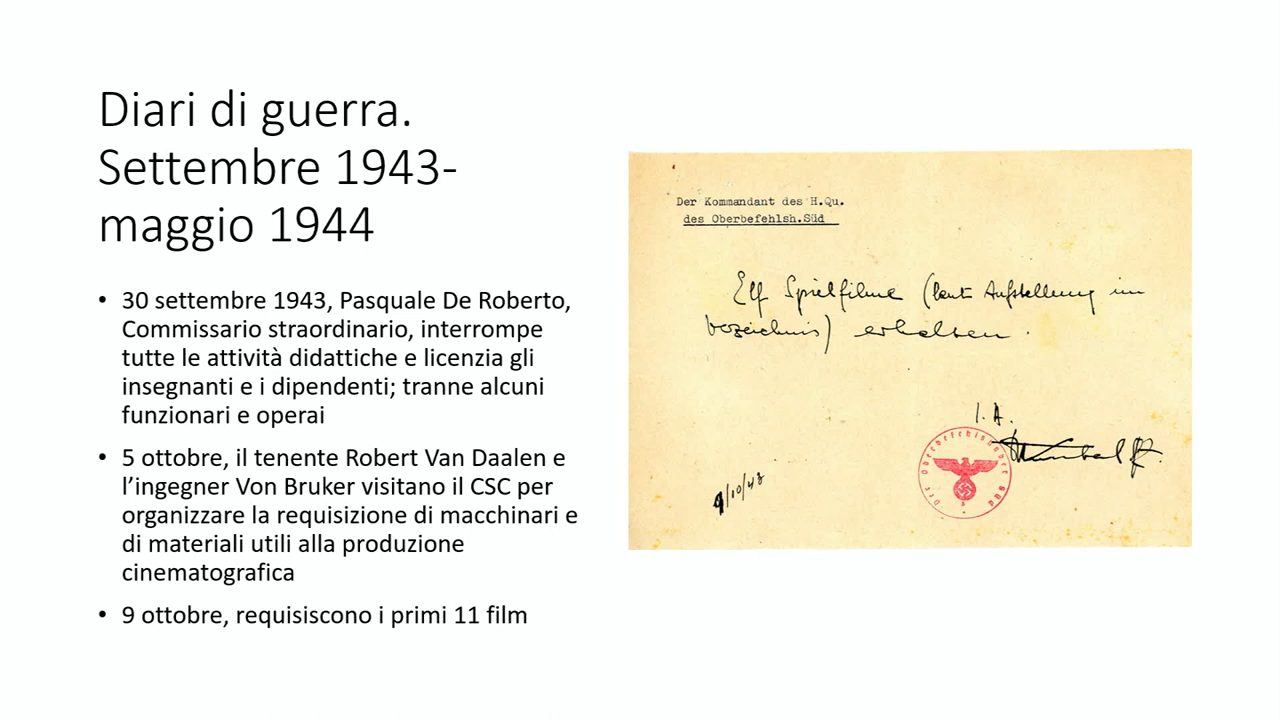 Diari di guerra.
Settembre 1943-
maggio 1944
• 30 settembre 1943, Pasquale De Roberto,
Commissario straordinario, interrompe
tutte le attività didattiche e licenzia gli
insegnanti e i dipendenti; tranne alcuni
funzionari e operai
• 5 ottobre, il tenente Robert Van Daalen e
l’ingegner Von Bruker visitano il CSC per
organizzare la requisizione di macchinari e
di materiali utili alla produzione
cinematografica
• 9 ottobre, requisiscono i primi 11 film
Der Kommandant des H.Qu.
des Oberbefehlsh.Süd
Elf Spielfilme (laut Aufstellung im
erhalten.
I.A.
Der Oberbefehlshaber Süd
9/10/43